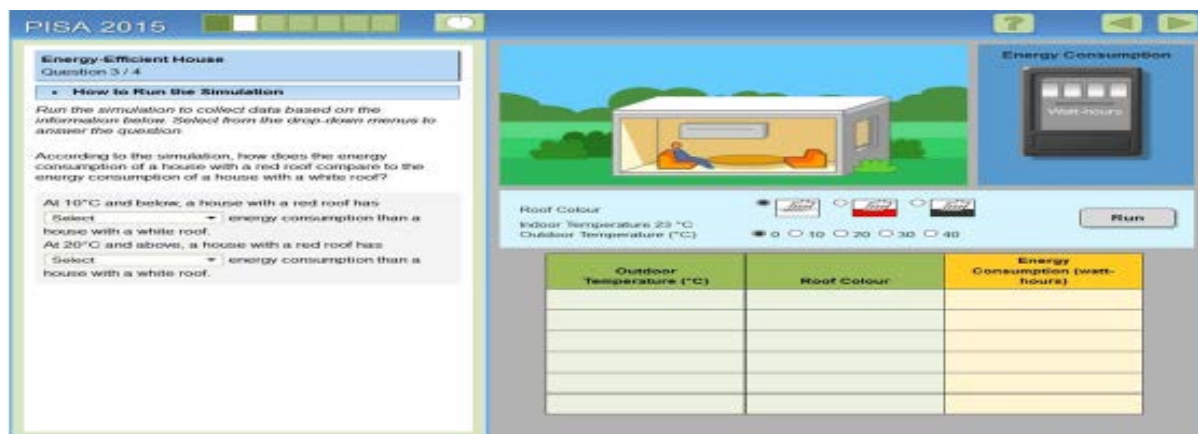 PISA 2015
?
Energy-Efficient House
Question 3 / 4
How to Run the Simulation
Run the simulation to collect data based on the
information below. Select from the drop-down menus to
answer the question.
According to the simulation, how does the energy
consumption of a house with a red roof compare to the
energy consumption of a house with a white roof?
At 10°C and below, a house with a red roof has
Select energy consumption than a
house with a white roof.
At 20°C and above, a house with a red roof has
Select energy consumption than a
house with a white roof.
Energy Consumption
Watt-hours
Roof Colour
Indoor Temperature 23 °C
Outdoor Temperature (°C) 0 10 20 30 40
Run
Outdoor
Temperature (°C)
Roof Colour
Energy
Consumption (watt-
hours)